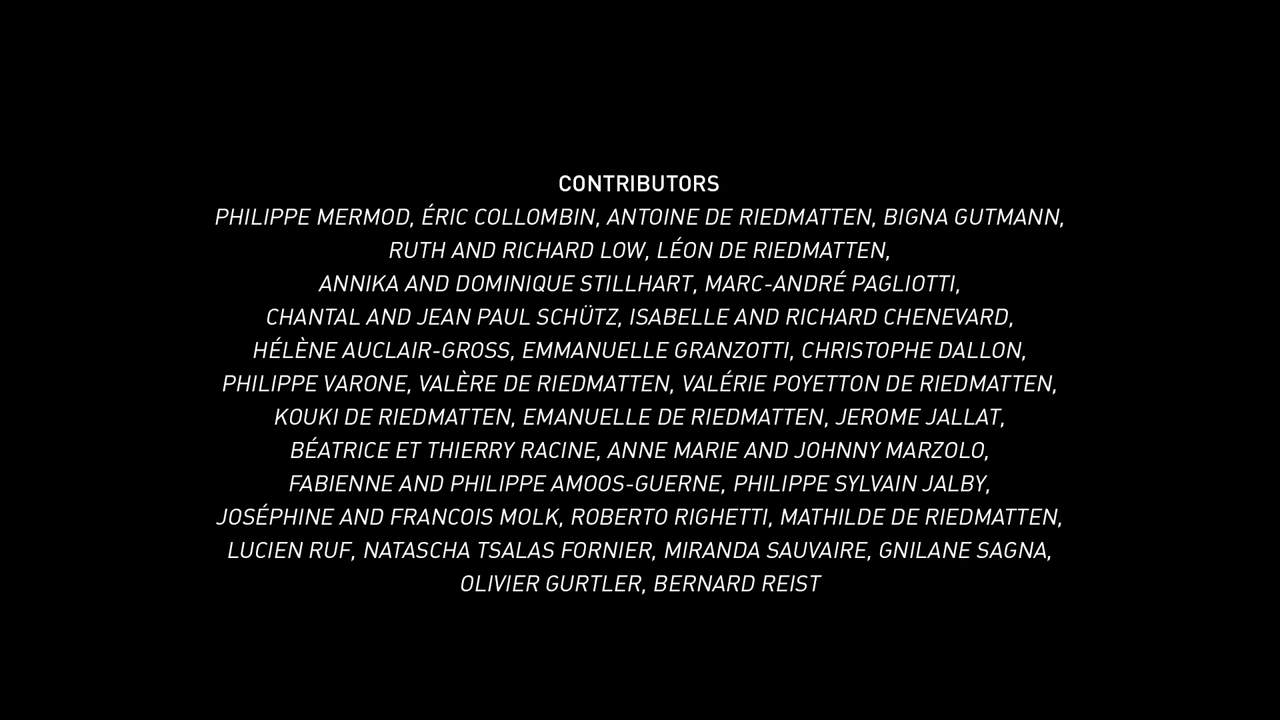 CONTRIBUTORS
PHILIPPE MERMOD, ÉRIC COLLOMBIN, ANTOINE DE RIEDMATTEN, BIGNA GUTMANN,
RUTH AND RICHARD LOW, LÉON DE RIEDMATTEN,
ANNIKA AND DOMINIQUE STILLHART, MARC-ANDRÉ PAGLIOTTI,
CHANTAL AND JEAN PAUL SCHÜTZ, ISABELLE AND RICHARD CHENEVARD,
HÉLÈNE AUCLAIR-GROSS, EMMANUELLE GRANZOTTI, CHRISTOPHE DALLON,
PHILIPPE VARONE, VALÈRE DE RIEDMATTEN, VALÉRIE POYETTON DE RIEDMATTEN,
KOUKI DE RIEDMATTEN, EMANUELLE DE RIEDMATTEN, JEROME JALLAT,
BÉATRICE ET THIERRY RACINE, ANNE MARIE AND JOHNNY MARZOLO,
FABIENNE AND PHILIPPE AMOOS-GUERNE, PHILIPPE SYLVAIN JALBY,
JOSÉPHINE AND FRANCOIS MOLK, ROBERTO RIGHETTI, MATHILDE DE RIEDMATTEN,
LUCIEN RUF, NATASCHA TSALAS FORNIER, MIRANDA SAUVAIRE, GNILANE SAGNA,
OLIVIER GURTLER, BERNARD REIST